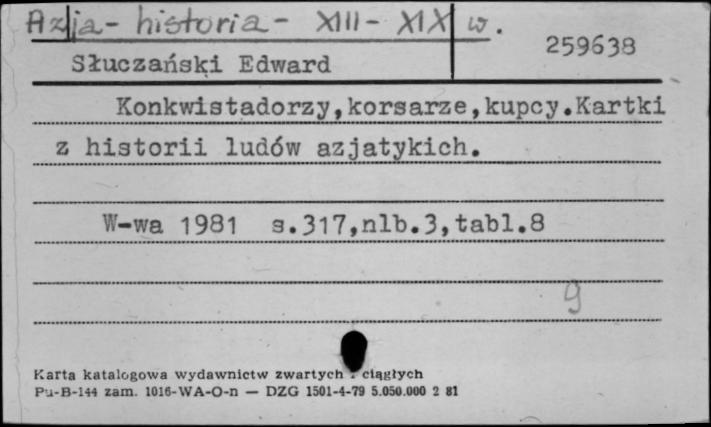 Azja - historia - XIII - XIX w.
259638
Słuczański Edward
Konkwistadorzy,korsarze,kupcy.Kartki
z historii ludów azjatykich.
W-wa 1981 s.317,nlb.3,tabl.8
9
Karta katalogowa wydawnictw zwartych i ciągłych
Pu-B-144 zam. 1016-WA-O-n — DZG 1501-4-79 5.050.000 2 81